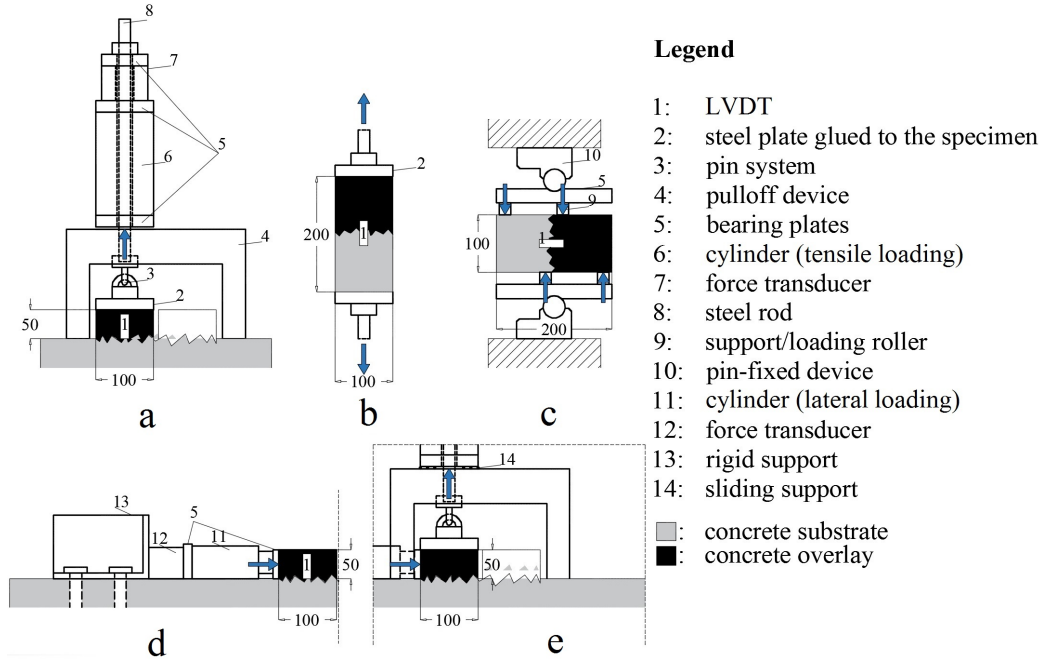 8
7
5
6
4
3
2
50
1
100
a
2
200
1
100
b
10
5
9
100
1
200
c
Legend
1: LVDT
2: steel plate glued to the specimen
3: pin system
4: pulloff device
5: bearing plates
6: cylinder (tensile loading)
7: force transducer
8: steel rod
9: support/loading roller
10: pin-fixed device
11: cylinder (lateral loading)
12: force transducer
13: rigid support
14: sliding support
: concrete substrate
: concrete overlay
13
5
12
11
1
50
100
d
14
50
100
e